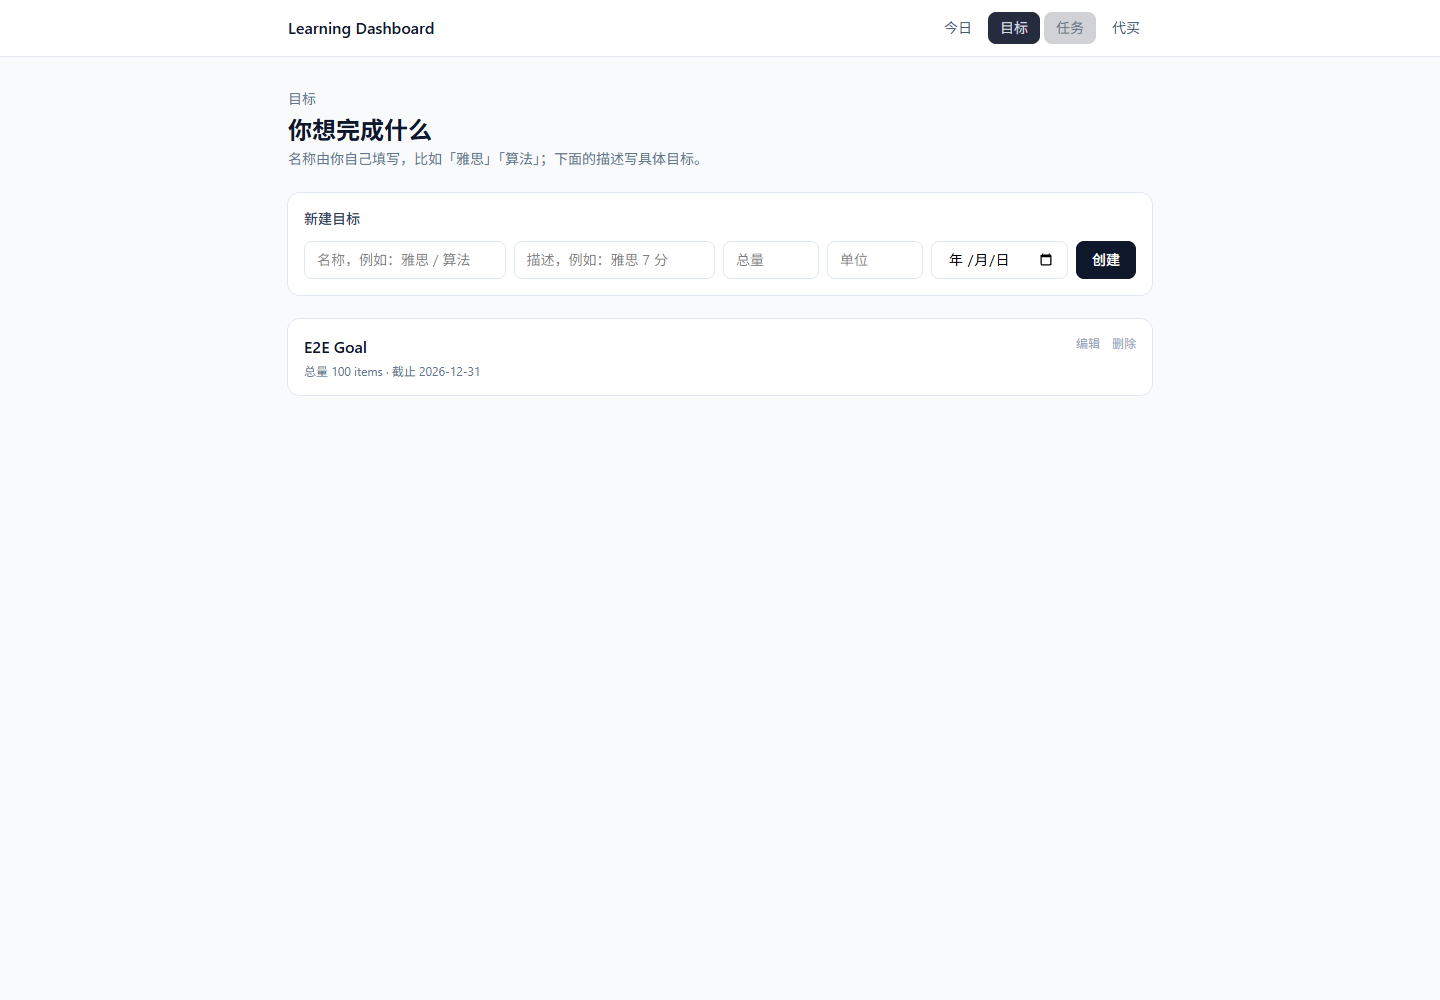 Learning Dashboard
今日 目标 任务 代买
目标
你想完成什么
名称由你自己填写，比如「雅思」「算法」；下面的描述写具体目标。
新建目标
名称，例如：雅思 / 算法 描述，例如：雅思 7 分 总量 单位 年 /月/日 创建
E2E Goal 编辑 删除
总量 100 items · 截止 2026-12-31